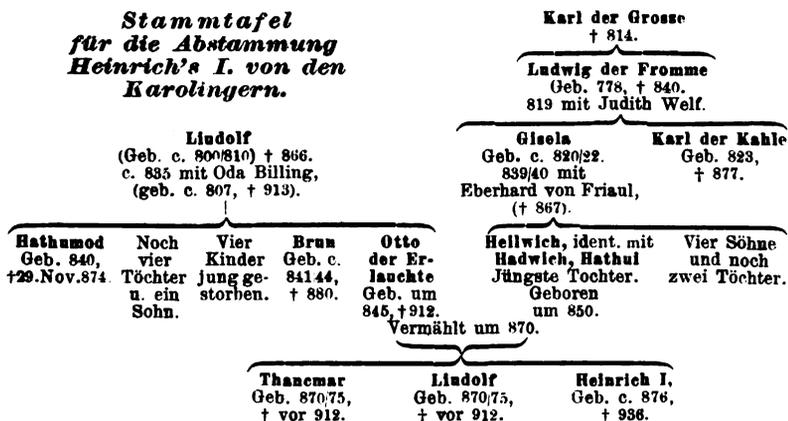 Stammtafel
für die Abstammung
Heinrich's I. von den
Karolingern.
Karl der Grosse
† 814.
Ludwig der Fromme
Geb. 778, † 840.
819 mit Judith Welf.
Liudolf
(Geb. c. 800/810) † 866.
c. 835 mit Oda Billing,
(geb. c. 807, † 913).
Gisela
Geb. c. 820/22.
839/40 mit
Eberhard von Friaul,
(† 867).
Karl der Kahle
Geb. 823,
† 877.
Hathumod
Geb. 840,
†29.Nov.874.
Noch
vier
Töchter
u. ein
Sohn.
Vier
Kinder
jung ge-
storben.
Brun
Geb. c.
841/44,
† 880.
Otto
der Er-
lauchte
Geb. um
845, †912.
Heilwich, ident. mit
Hadwich, Hathui
Jüngste Tochter.
Geboren
um 850.
Vier Söhne
und noch
zwei Töchter.
Vermählt um 870.
Thancmar
Geb. 870/75,
† vor 912.
Liudolf
Geb. 870/75,
† vor 912.
Heinrich I,
Geb. c. 876,
† 936.